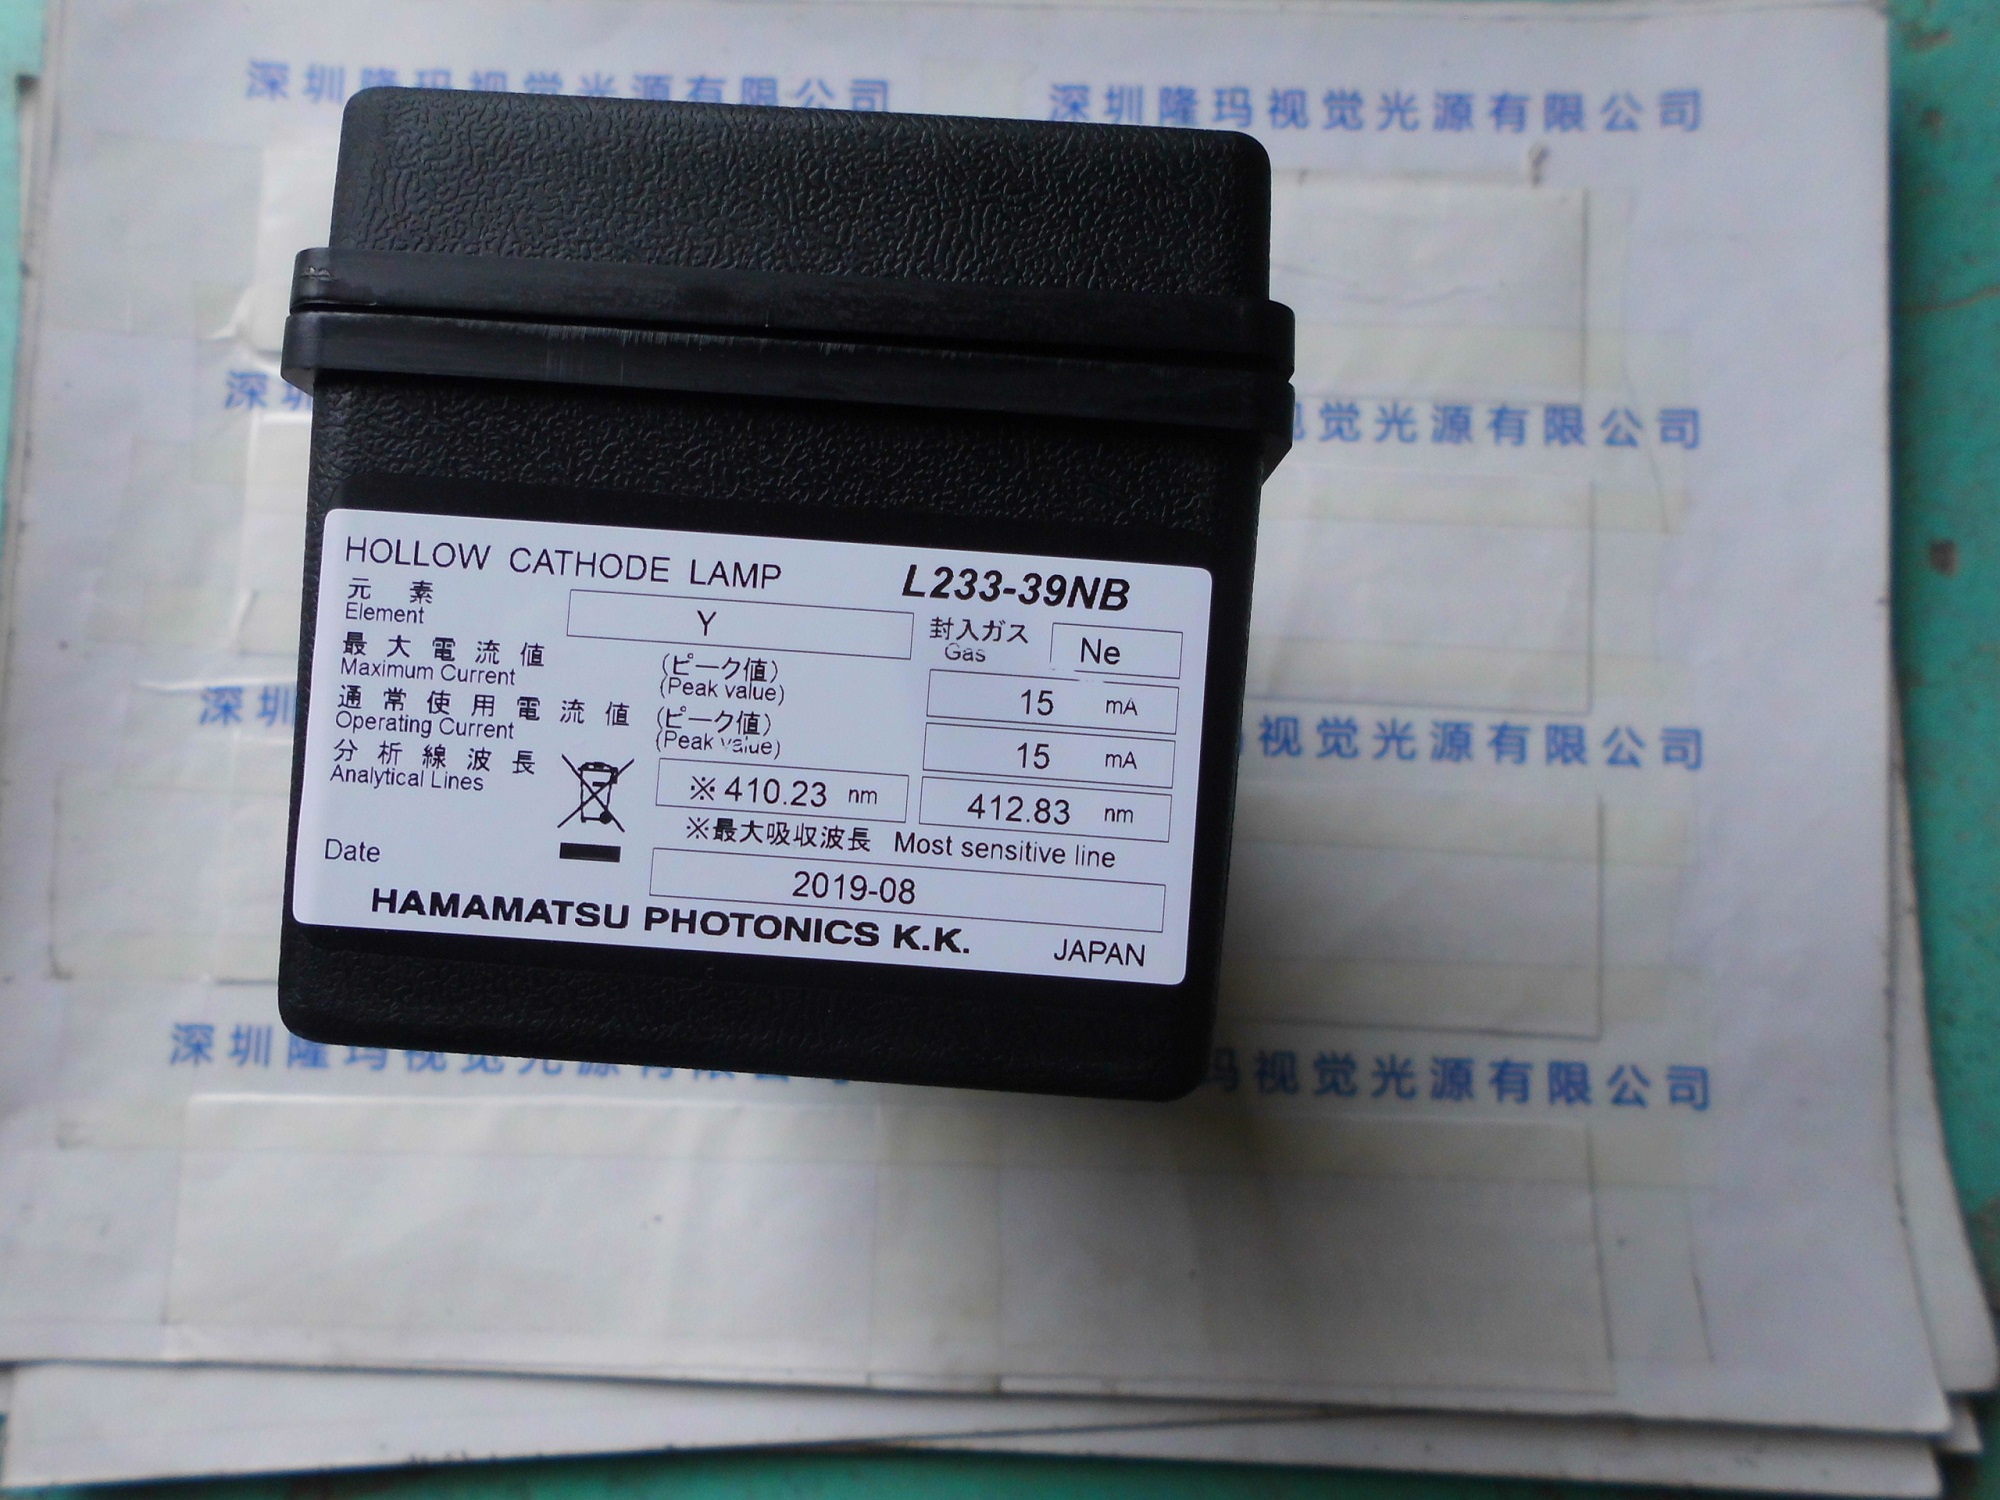 深圳隆玛视觉光源有限公司
深圳隆玛视觉光源有限公司
深圳
视觉光源有限公司
HOLLOW CATHODE LAMP L233-39NB
元素 Y 封入ガス Ne
Element Gas
最大電流値 (ピーク値) 15 mA
Maximum Current (Peak value)
通常使用電流値 (ピーク値) 15 mA
Operating Current (Peak value)
分析線波長 ※410.23 nm 412.83 nm
Analytical Lines
※最大吸収波長 Most sensitive line
Date 2019-08
HAMAMATSU PHOTONICS K.K. JAPAN
深圳
玛视觉光源有限公司
深圳隆玛视觉光源有限公司
玛视觉光源有限公司